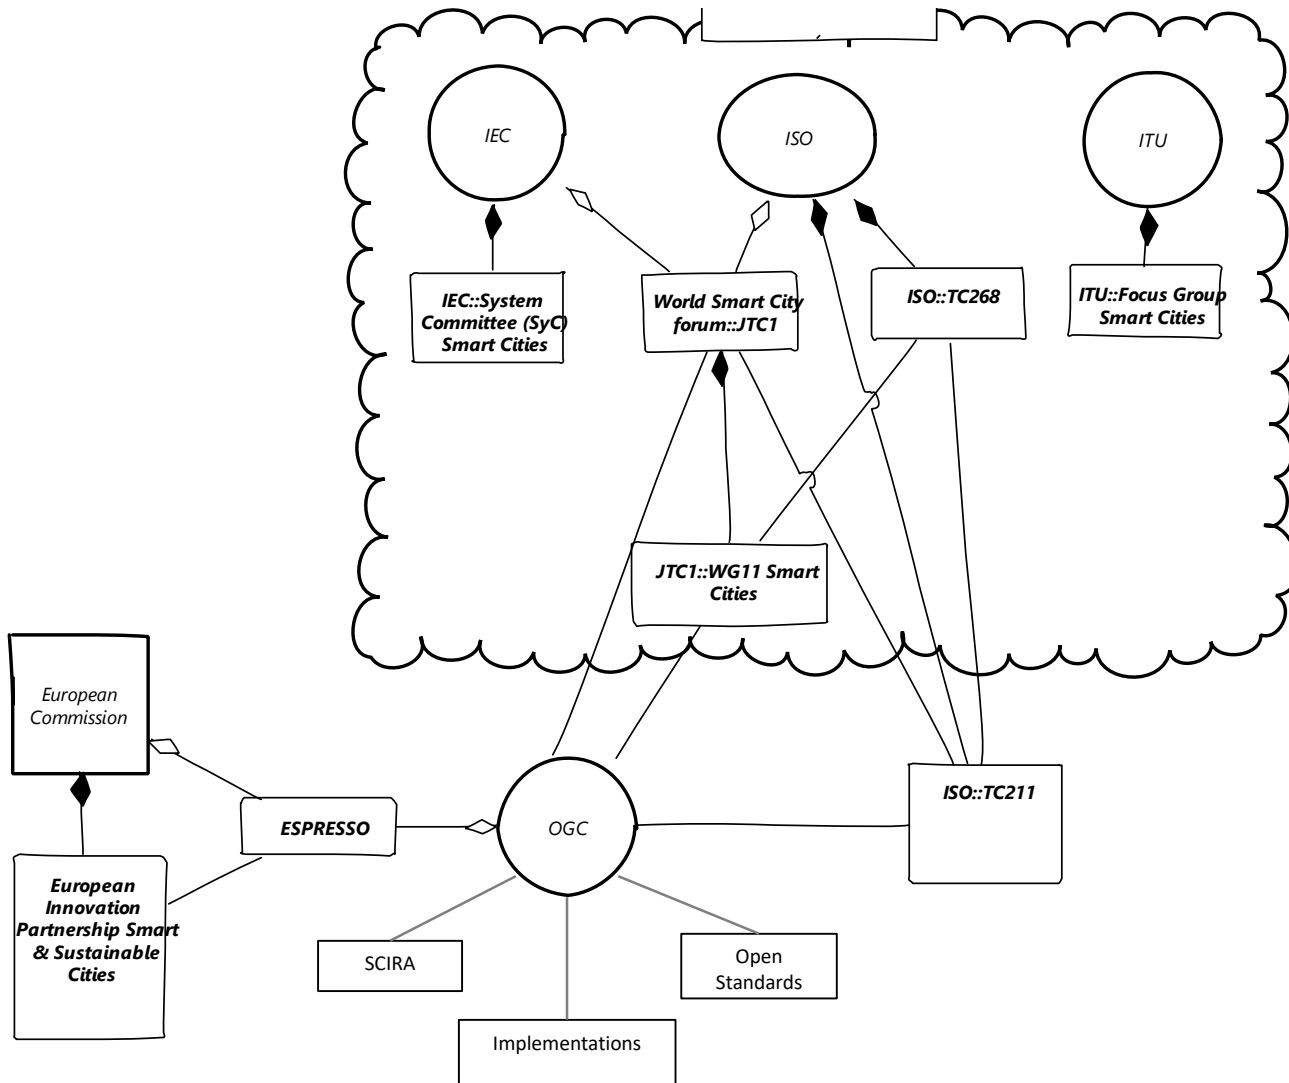 IEC
ISO
ITU
IEC::System
Committee (SyC)
Smart Cities
World Smart City
forum::JTC1
ISO::TC268
ITU::Focus Group
Smart Cities
JTC1::WG11 Smart
Cities
European
Commission
ESPRESSO
OGC
ISO::TC211
European
Innovation
Partnership Smart
& Sustainable
Cities
SCIRA
Open
Standards
Implementations